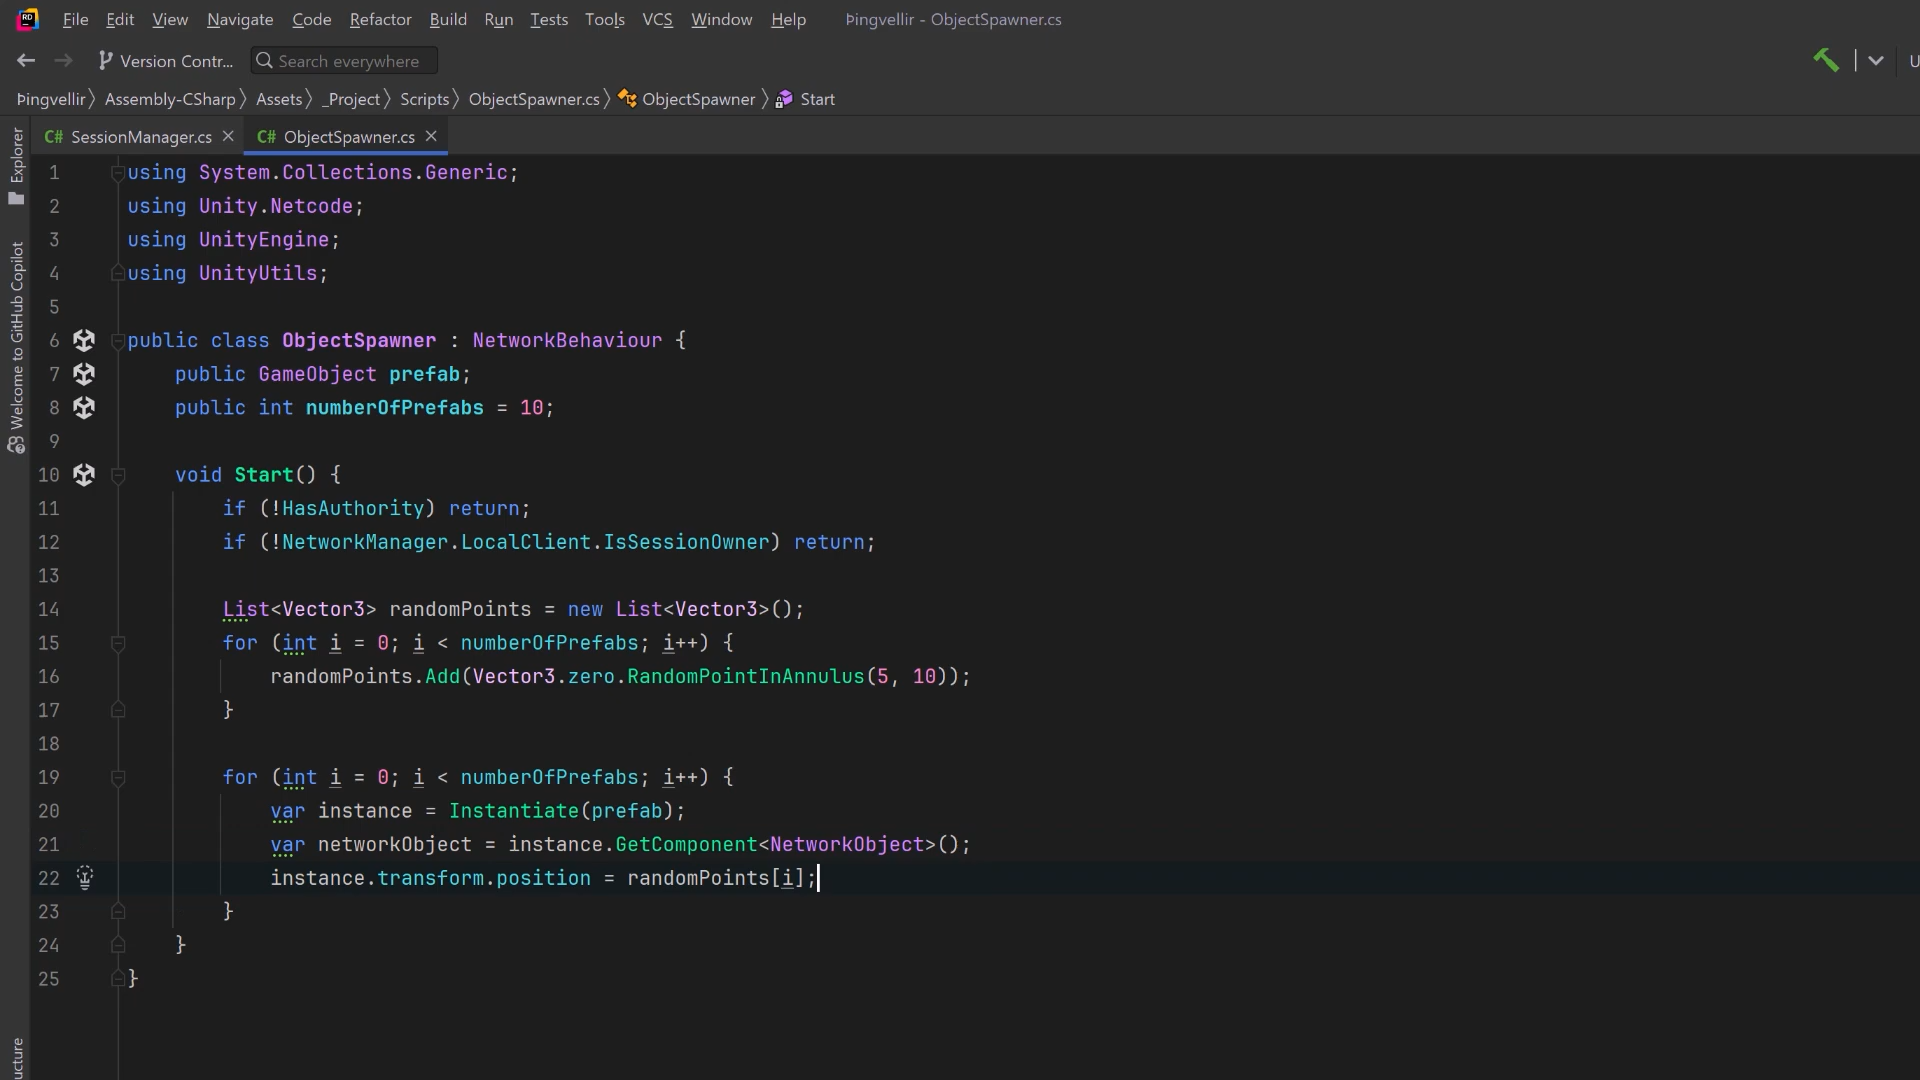 RD File Edit View Navigate Code Refactor Build Run Tests Tools VCS Window Help Þingvellir - ObjectSpawner.cs
Version Contr... Search everywhere U
Þingvellir Assembly-CSharp Assets _Project Scripts ObjectSpawner.cs ObjectSpawner Start
Explorer
Welcome to GitHub Copilot
ucture
C# SessionManager.cs C# ObjectSpawner.cs
1 using System.Collections.Generic;
2 using Unity.Netcode;
3 using UnityEngine;
4 using UnityUtils;
5
6 public class ObjectSpawner : NetworkBehaviour {
7 public GameObject prefab;
8 public int numberOfPrefabs = 10;
9
10 void Start() {
11 if (!HasAuthority) return;
12 if (!NetworkManager.LocalClient.IsSessionOwner) return;
13
14 List<Vector3> randomPoints = new List<Vector3>();
15 for (int i = 0; i < numberOfPrefabs; i++) {
16 randomPoints.Add(Vector3.zero.RandomPointInAnnulus(5, 10));
17 }
18
19 for (int i = 0; i < numberOfPrefabs; i++) {
20 var instance = Instantiate(prefab);
21 var networkObject = instance.GetComponent<NetworkObject>();
22 instance.transform.position = randomPoints[i];
23 }
24 }
25 }